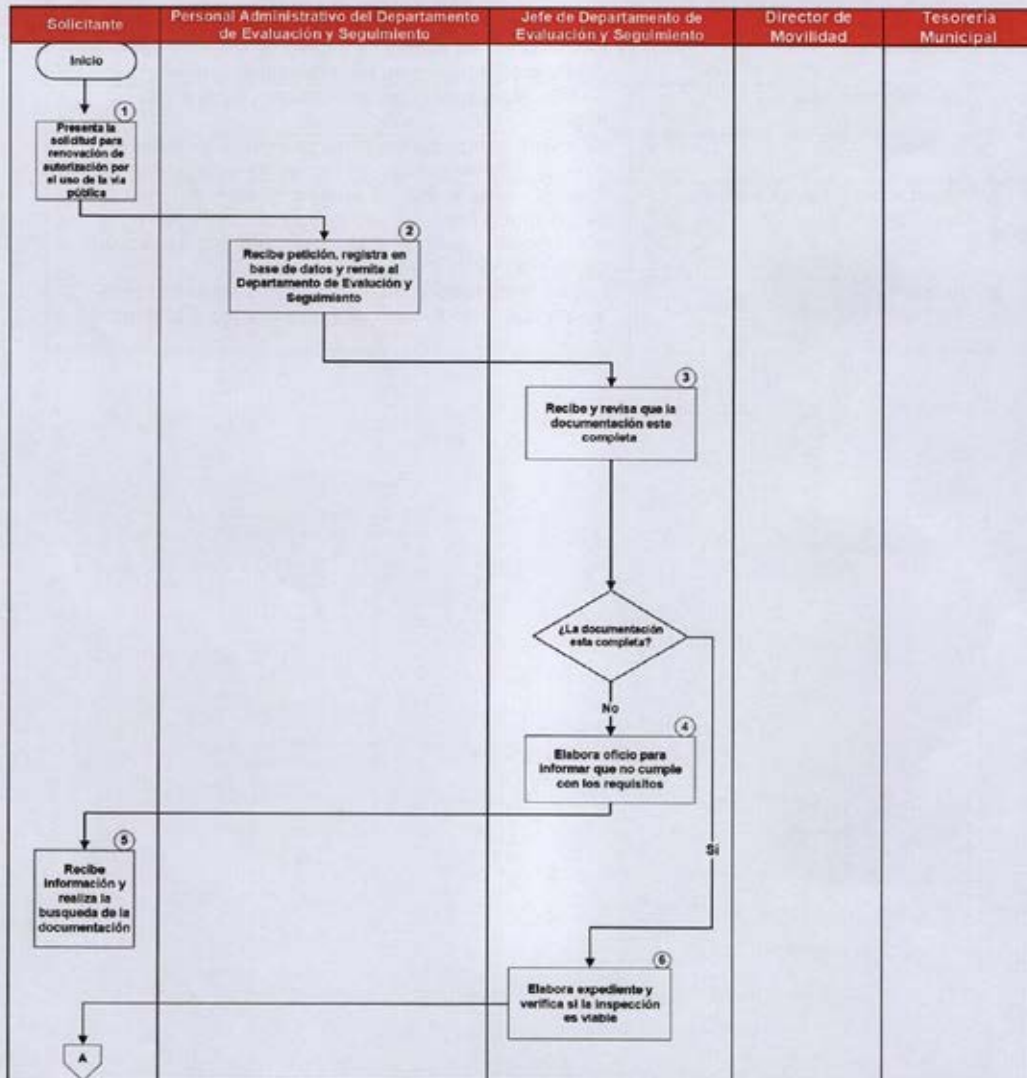 Solicitante
Personal Administrativo del Departamento
de Evaluación y Seguimiento
Jefe de Departamento de
Evaluación y Seguimiento
Director de
Movilidad
Tesorería
Municipal
Inicio
1
Presenta la
solicitud para
renovación de
autorización por
el uso de la vía
pública
2
Recibe petición, registra en
base de datos y remite al
Departamento de Evalución y
Seguimiento
3
Recibe y revisa que la
documentación este
completa
¿La documentación
esta completa?
No
4
Elabora oficio para
informar que no cumple
con los requisitos
Si
5
Recibe
información y
realiza la
busqueda de la
documentación
6
Elabora expediente y
verifica si la inspección
es viable
A